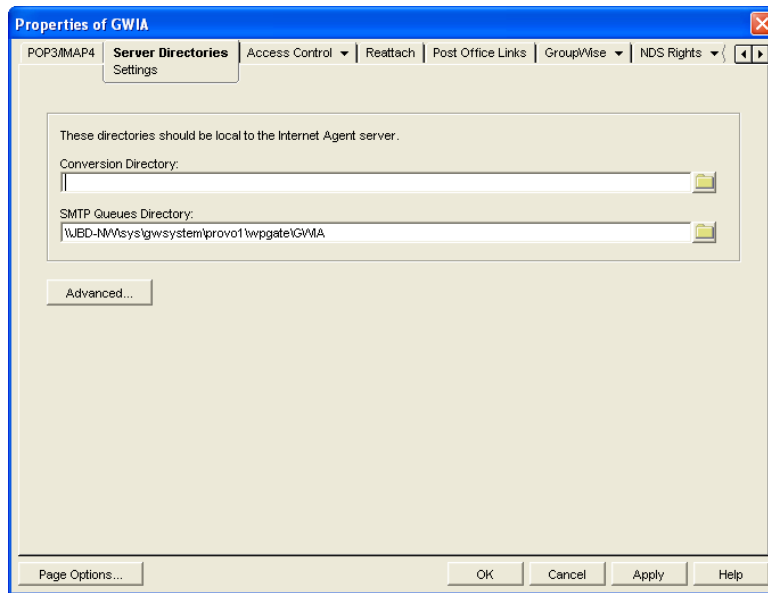 Properties of GWIA
POP3/IMAP4 Server Directories Access Control Reattach Post Office Links GroupWise NDS Rights
Settings
These directories should be local to the Internet Agent server.
Conversion Directory:
SMTP Queues Directory:
\\JBD-NW\sys\gwsystem\provo1\wpgate\GWIA
Advanced...
Page Options... OK Cancel Apply Help